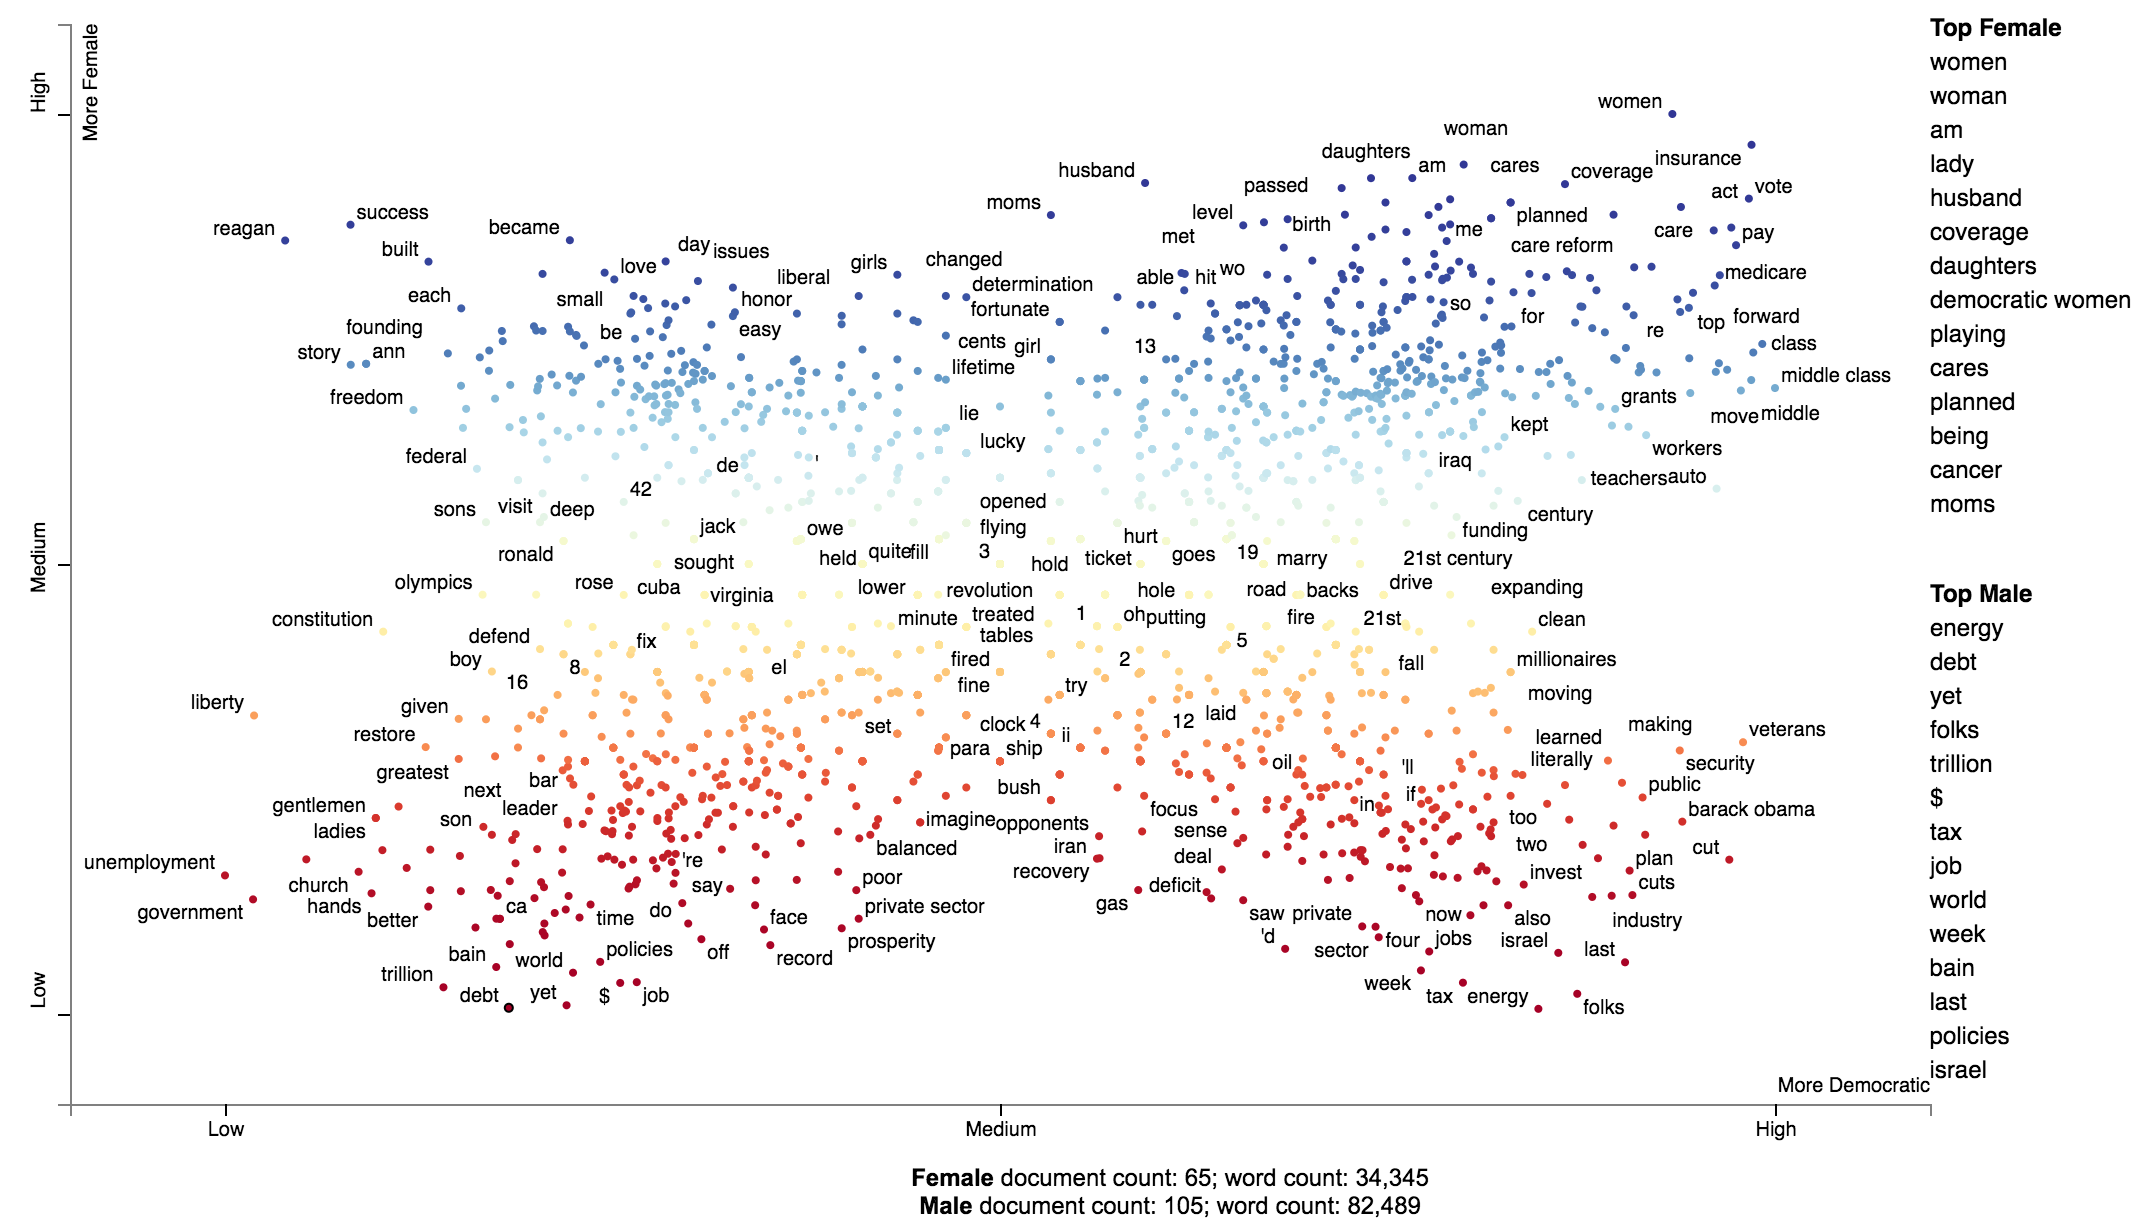 High
More Female
Medium
Low
women
woman
daughters
am
cares
insurance
coverage
husband
passed
act
vote
moms
level
birth
planned
me
care
pay
met
care reform
reagan
success
became
built
day
issues
love
liberal
girls
changed
able
hit
wo
medicare
determination
each
small
honor
fortunate
so
for
top
forward
founding
be
easy
re
cents
girl
13
class
story
ann
lifetime
middle class
freedom
grants
lie
move
middle
kept
lucky
workers
federal
de
'
iraq
teachers
auto
42
sons
visit
deep
opened
century
jack
owe
flying
funding
hurt
ronald
sought
held
quite
fill
3
hold
ticket
goes
19
marry
21st century
olympics
rose
cuba
virginia
lower
revolution
hole
road
backs
drive
expanding
constitution
minute
treated
1
oh
putting
fire
21st
clean
defend
fix
tables
5
boy
8
el
fired
2
fall
millionaires
16
fine
try
moving
liberty
given
set
clock
4
12
laid
making
veterans
restore
para
ship
ii
learned
greatest
bar
oil
'll
literally
security
next
bush
public
gentlemen
leader
focus
in
if
barack obama
ladies
son
imagine
opponents
sense
too
balanced
iran
two
cut
unemployment
're
recovery
deal
plan
church
say
poor
deficit
invest
cuts
hands
government
better
ca
time
do
face
private sector
gas
saw
private
now
also
industry
bain
world
policies
off
record
prosperity
'd
sector
four
jobs
israel
last
trillion
debt
yet
$
job
week
tax
energy
folks
More Democratic
Low
Medium
High
Top Female
women
woman
am
lady
husband
coverage
daughters
democratic women
playing
cares
planned
being
cancer
moms
Top Male
energy
debt
yet
folks
trillion
$
tax
job
world
week
bain
last
policies
israel
Female document count: 65; word count: 34,345
Male document count: 105; word count: 82,489